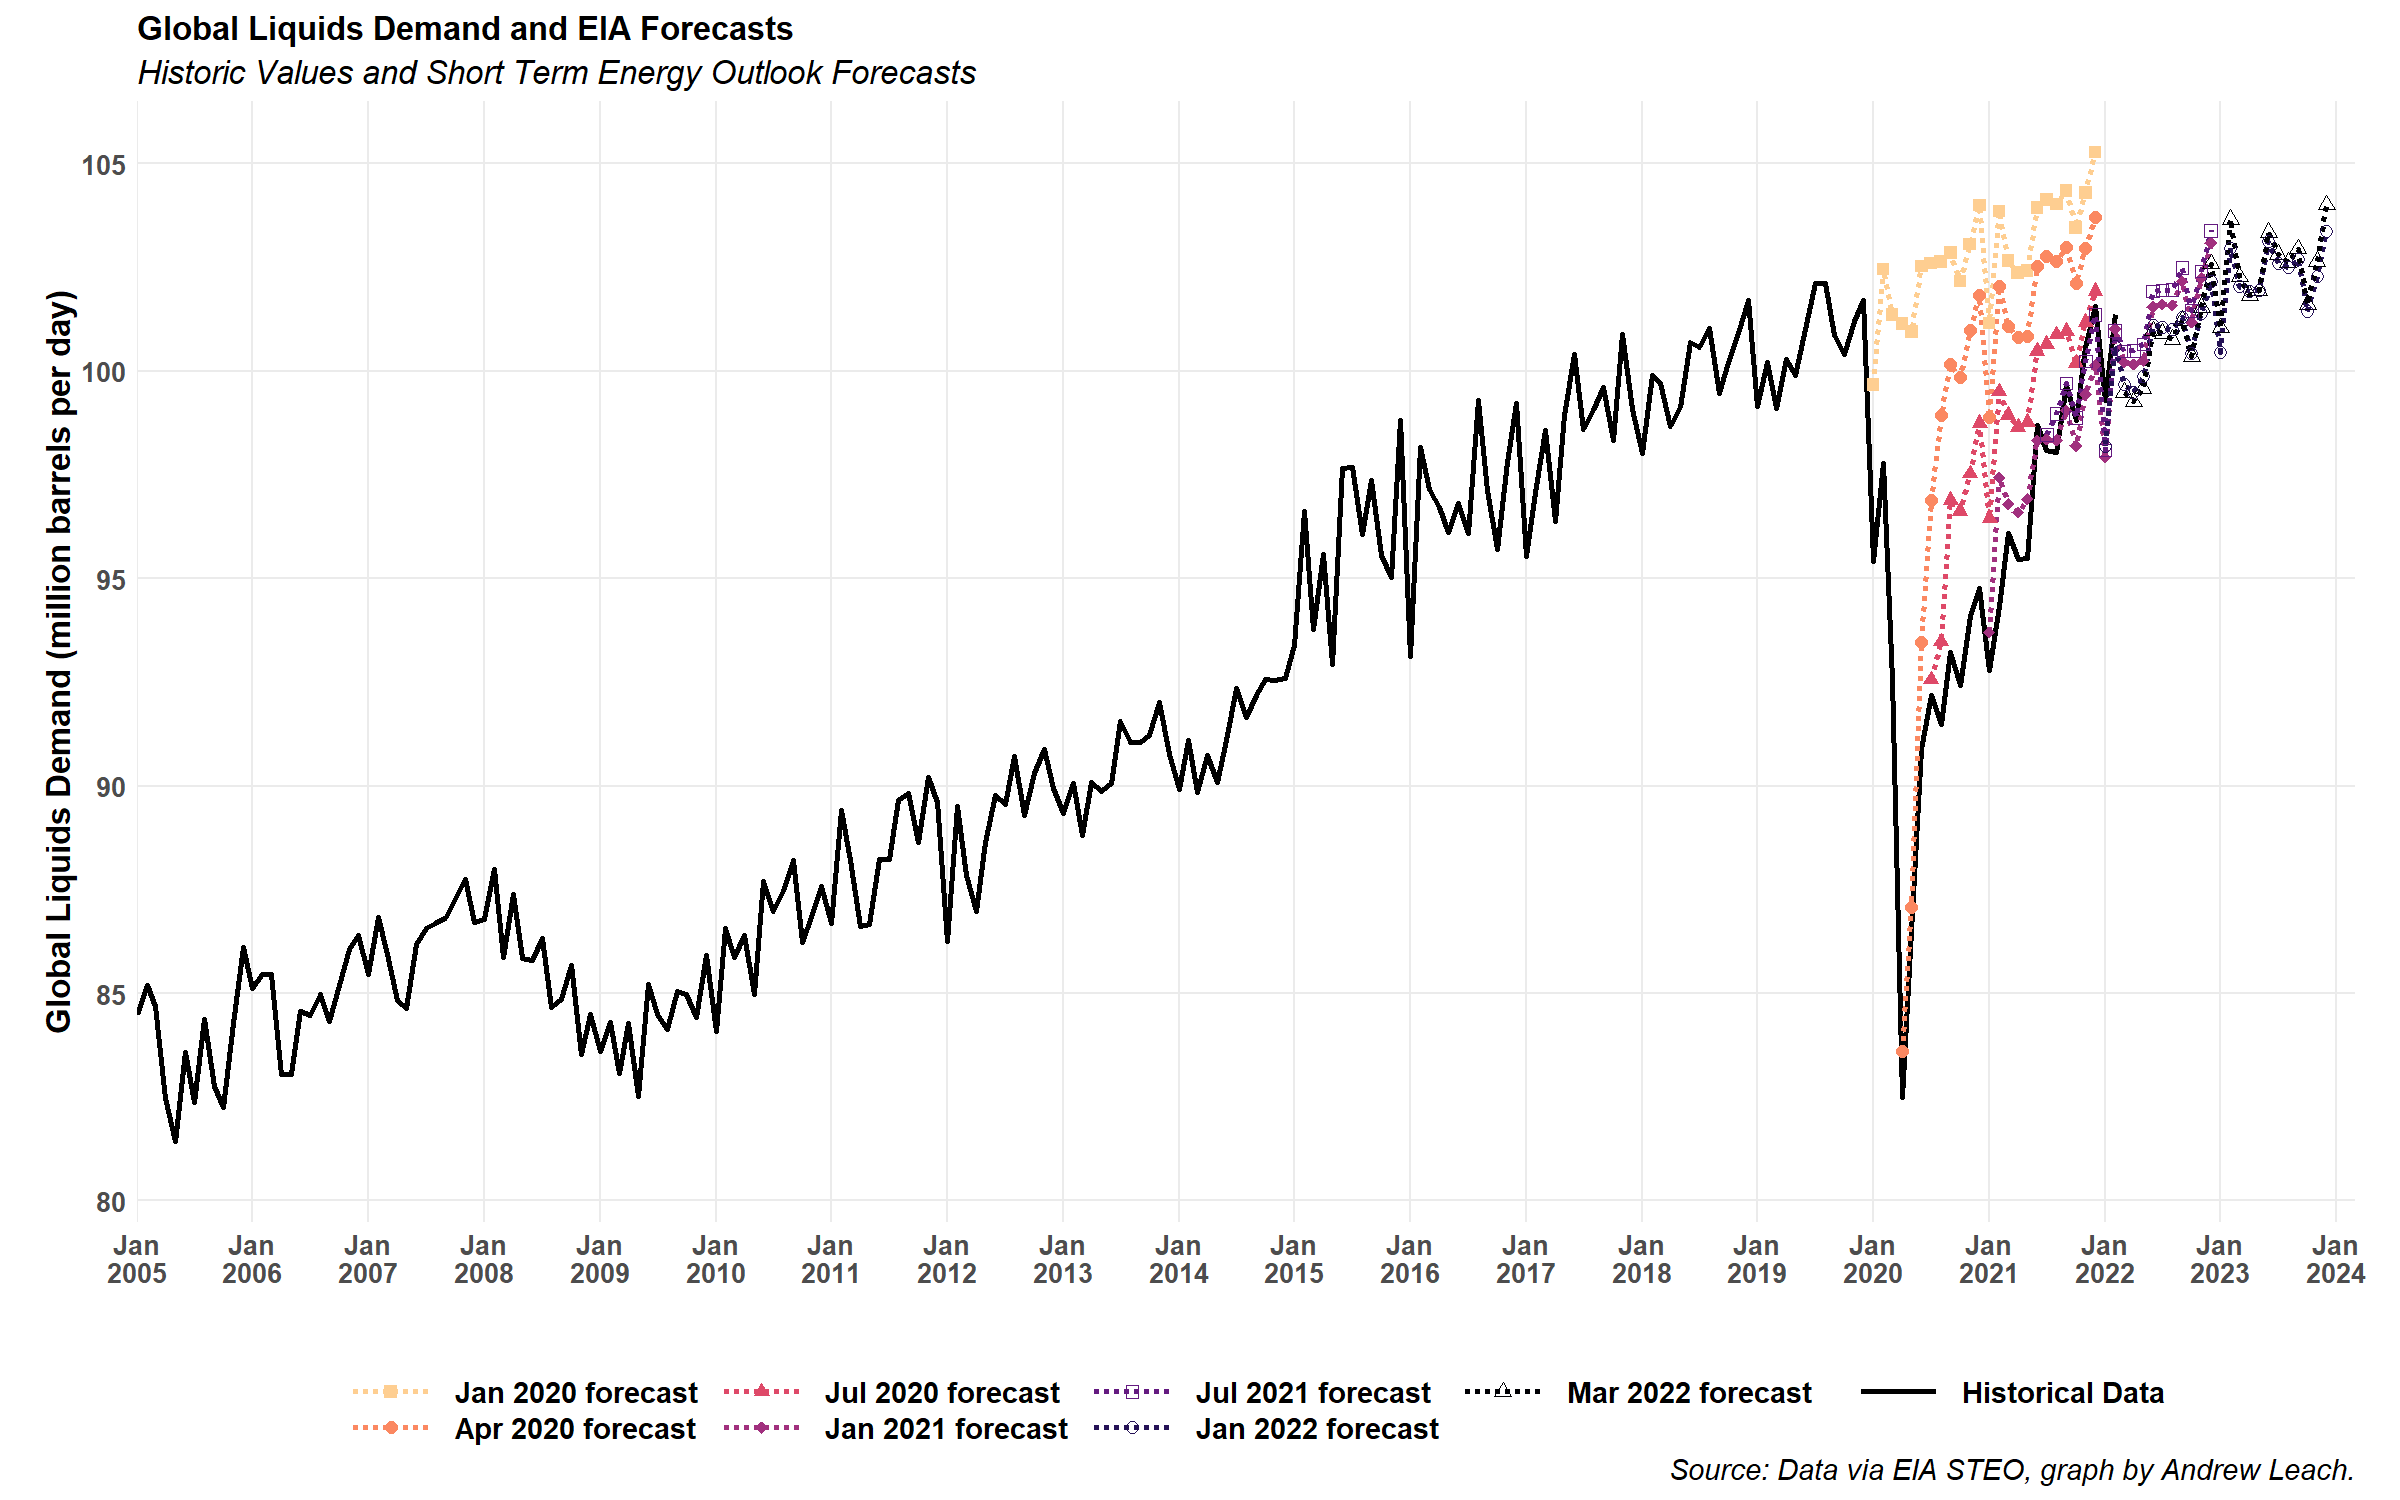 Global Liquids Demand and EIA Forecasts
Historic Values and Short Term Energy Outlook Forecasts
Global Liquids Demand (million barrels per day)
105
100
95
90
85
80
Jan Jan Jan Jan Jan Jan Jan Jan Jan Jan Jan Jan Jan Jan Jan Jan Jan Jan Jan Jan
2005 2006 2007 2008 2009 2010 2011 2012 2013 2014 2015 2016 2017 2018 2019 2020 2021 2022 2023 2024
Jan 2020 forecast Jul 2020 forecast Jul 2021 forecast Mar 2022 forecast Historical Data
Apr 2020 forecast Jan 2021 forecast Jan 2022 forecast
Source: Data via EIA STEO, graph by Andrew Leach.